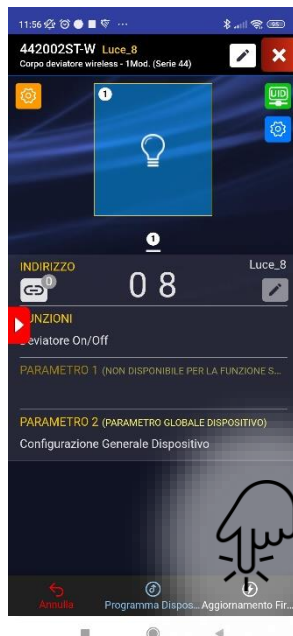 11:56
442002ST-W Luce_8
Corpo deviatore wireless - 1Mod. (Serie 44)
1
UID
1
INDIRIZZO
Luce_8
0
0 8
FUNZIONI
Deviatore On/Off
PARAMETRO 1 (NON DISPONIBILE PER LA FUNZIONE S...
PARAMETRO 2 (PARAMETRO GLOBALE DISPOSITIVO)
Configurazione Generale Dispositivo
Annulla
Programma Dispos...
Aggiornamento Fir...